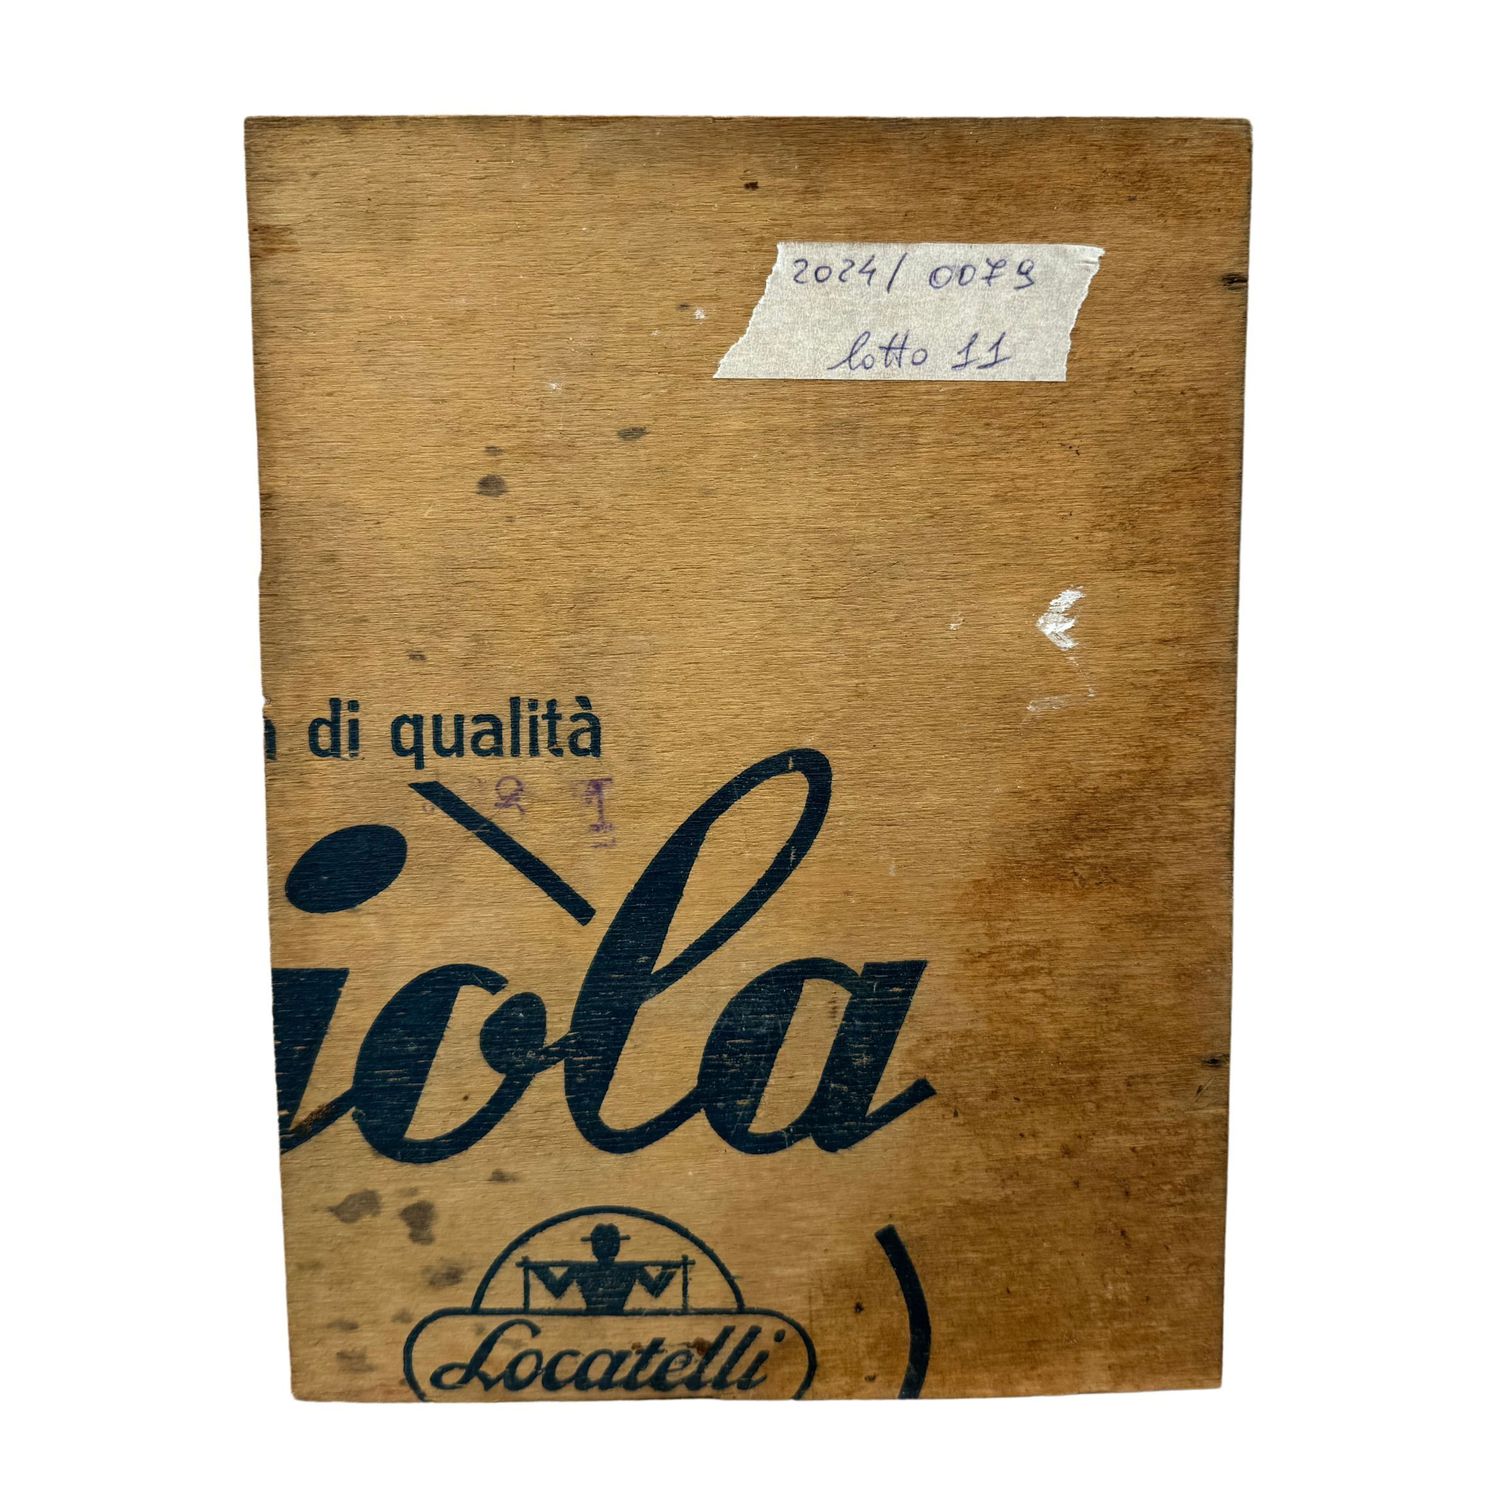 2024/ 0079
lotto 11
di qualità
iòla
Locatelli